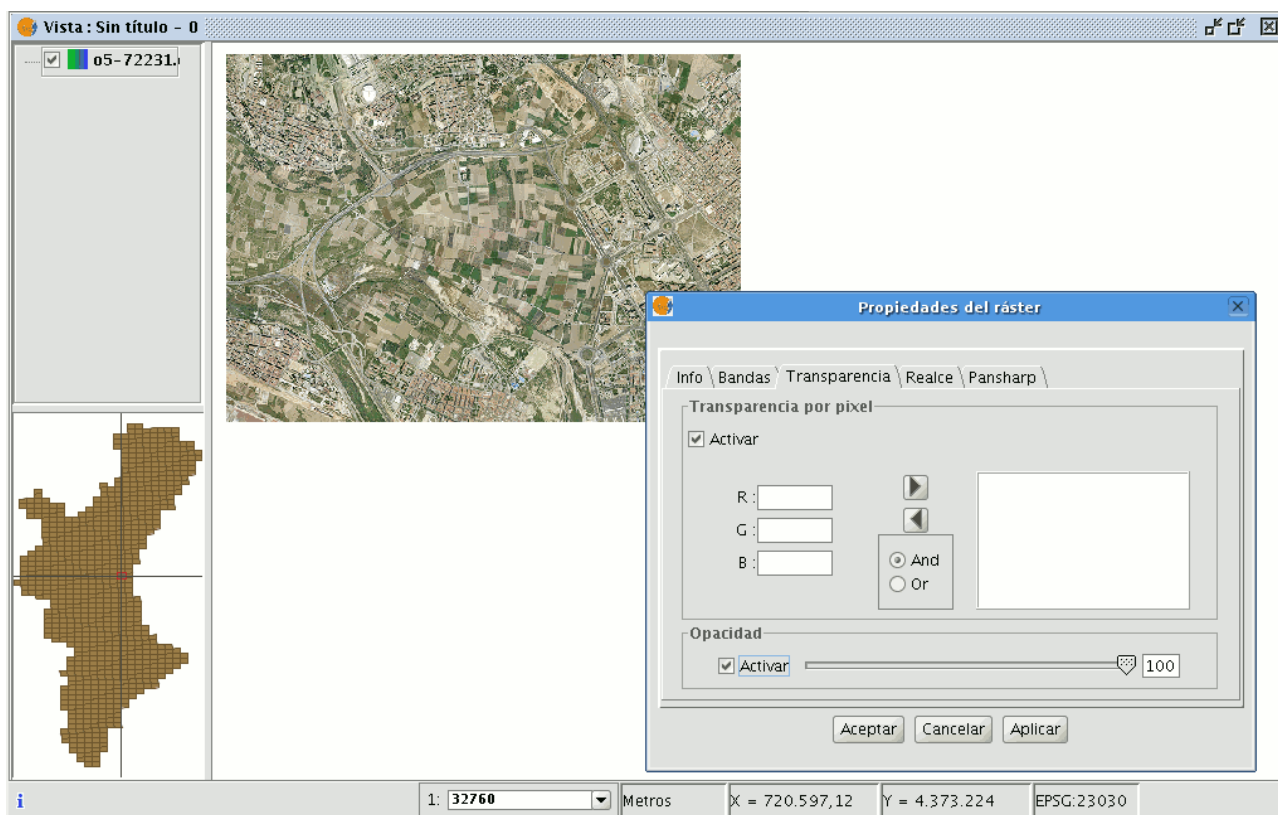 Vista : Sin título - 0
o5-72231.
Propiedades del ráster
Info Bandas Transparencia Realce Pansharp
Transparencia por pixel
Activar
R :
G :
B :
And
Or
Opacidad
Activar 100
Aceptar Cancelar Aplicar
i 1: 32760 Metros X = 720.597,12 Y = 4.373.224 EPSG:23030